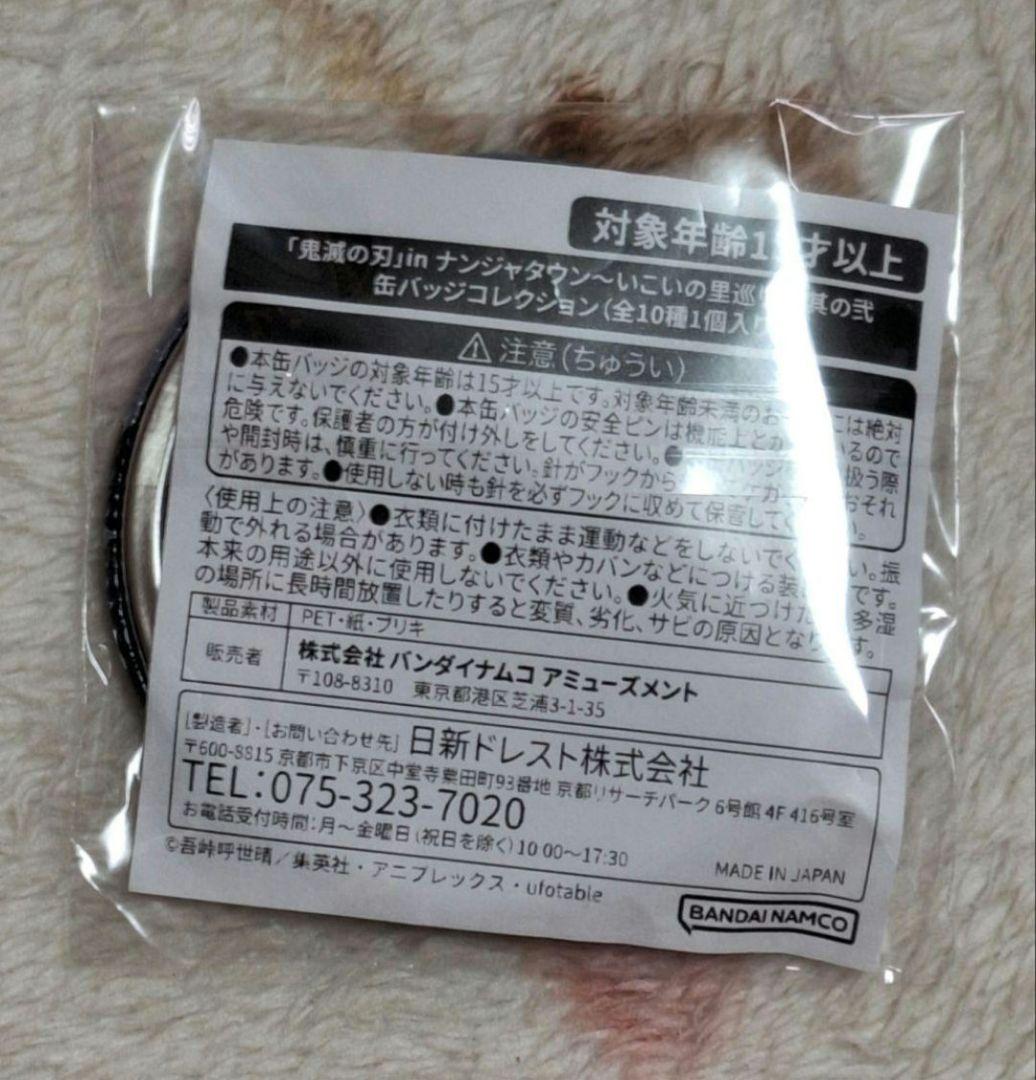 対象年齢1 才以上
「鬼滅の刃」in ナンジャタウン～いこいの里巡 其の弐
缶バッジコレクション(全10種1個入
⚠ 注意(ちゅうい)
●本缶バッジの対象年齢は15才以上です。対象年齢未満のお には絶対
に与えないでください。●本缶バッジの安全ピンは機能上とが いるので
危険です。保護者の方が付け外しをしてください。● バッジ 扱う際
や開封時は、慎重に行ってください。針がフックから ケガ おそれ
があります。●使用しない時も針を必ずフックに収めて保管して 。
〈使用上の注意〉●衣類に付けたまま運動などをしないでく い。振
動で外れる場合があります。●衣類やカバンなどにつける装 です。
本来の用途以外に使用しないでください。●火気に近づけた 多湿
の場所に長時間放置したりすると変質、劣化、サビの原因とな す。
製品素材 PET・紙・ブリキ
販売者 株式会社 バンダイナムコ アミューズメント
〒108-8310 東京都港区芝浦3-1-35
[製造者]・[お問い合わせ先] 日新ドレスト株式会社
〒600-8815 京都市下京区中堂寺粟田町93番地 京都リサーチパーク 6号館 4F 416号室
TEL:075-323-7020
お電話受付時間:月～金曜日(祝日を除く)10:00～17:30
©吾峠呼世晴／集英社・アニプレックス・ufotable
MADE IN JAPAN
BANDAI NAMCO